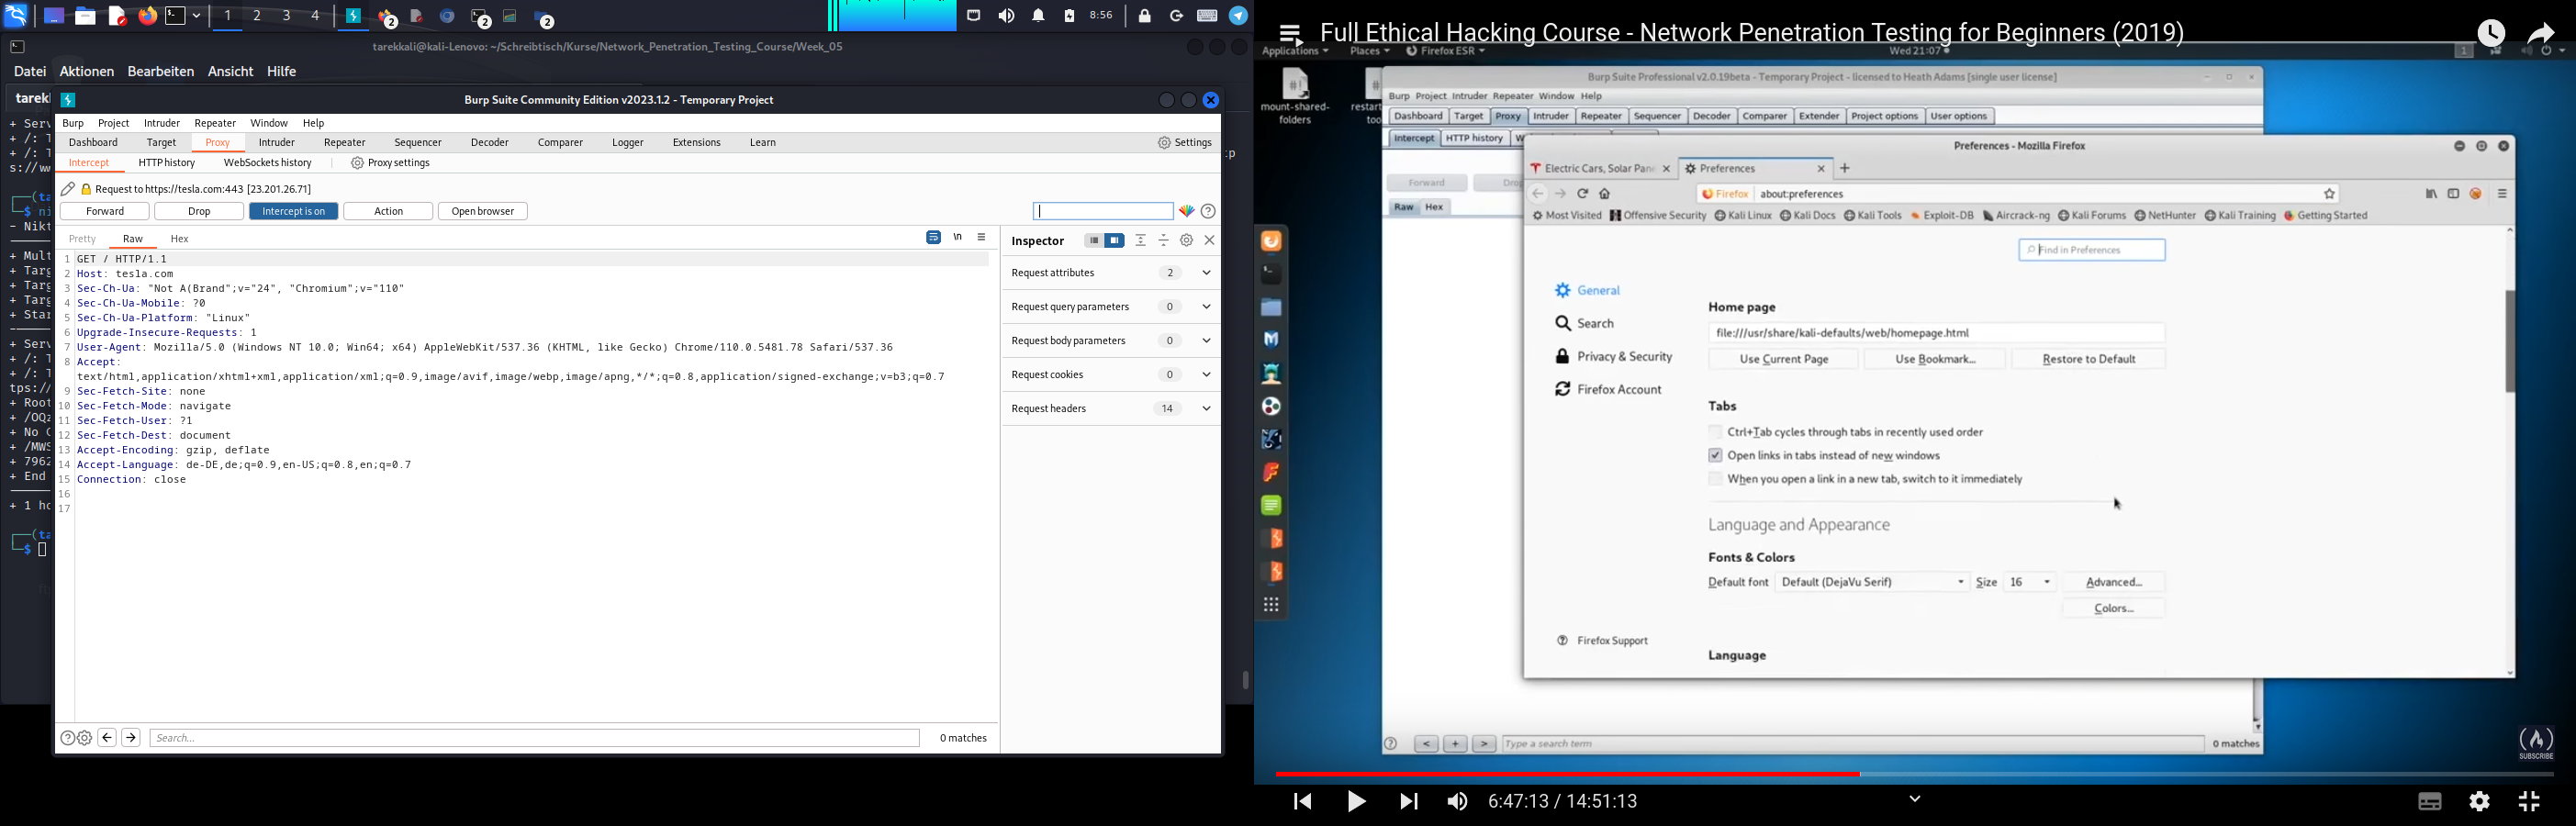 1
2
3
4
2
2
2
8:56
tarekkali@kali-Lenovo: ~/Schreibtisch/Kurse/Network_Penetration_Testing_Course/Week_05
Datei Aktionen Bearbeiten Ansicht Hilfe
Burp Suite Community Edition v2023.1.2 - Temporary Project
Burp Project Intruder Repeater Window Help
Dashboard Target Proxy Intruder Repeater Sequencer Decoder Comparer Logger Extensions Learn Settings
Intercept HTTP history WebSockets history Proxy settings
Request to https://tesla.com:443 [23.201.26.71]
Forward Drop Intercept is on Action Open browser
Pretty Raw Hex \n
1 GET / HTTP/1.1
2 Host: tesla.com
3 Sec-Ch-Ua: "Not A(Brand";v="24", "Chromium";v="110"
4 Sec-Ch-Ua-Mobile: ?0
5 Sec-Ch-Ua-Platform: "Linux"
6 Upgrade-Insecure-Requests: 1
7 User-Agent: Mozilla/5.0 (Windows NT 10.0; Win64; x64) AppleWebKit/537.36 (KHTML, like Gecko) Chrome/110.0.5481.78 Safari/537.36
8 Accept:
text/html,application/xhtml+xml,application/xml;q=0.9,image/avif,image/webp,image/apng,*/*;q=0.8,application/signed-exchange;v=b3;q=0.7
9 Sec-Fetch-Site: none
10 Sec-Fetch-Mode: navigate
11 Sec-Fetch-User: ?1
12 Sec-Fetch-Dest: document
13 Accept-Encoding: gzip, deflate
14 Accept-Language: de-DE,de;q=0.9,en-US;q=0.8,en;q=0.7
15 Connection: close
16
17
Inspector
Request attributes 2
Request query parameters 0
Request body parameters 0
Request cookies 0
Request headers 14
Search...
0 matches
Full Ethical Hacking Course - Network Penetration Testing for Beginners (2019)
Applications Places Firefox ESR Wed 21:07 1
mount-shared-folders
Burp Suite Professional v2.0.19beta - Temporary Project - licensed to Heath Adams [single user license]
Burp Project Intruder Repeater Window Help
Dashboard Target Proxy Intruder Repeater Sequencer Decoder Comparer Extender Project options User options
Intercept HTTP history
Forward
Raw Hex
Preferences - Mozilla Firefox
Electric Cars, Solar Pan
Preferences
Firefox about:preferences
Most Visited Offensive Security Kali Linux Kali Docs Kali Tools Exploit-DB Aircrack-ng Kali Forums NetHunter Kali Training Getting Started
Find in Preferences
General
Search
Privacy & Security
Firefox Account
Firefox Support
Home page
file:///usr/share/kali-defaults/web/homepage.html
Use Current Page Use Bookmark... Restore to Default
Tabs
Ctrl+Tab cycles through tabs in recently used order
Open links in tabs instead of new windows
When you open a link in a new tab, switch to it immediately
Language and Appearance
Fonts & Colors
Default font Default (DejaVu Serif) Size 16 Advanced...
Colors...
Language
Type a search term
0 matches
SUBSCRIBE
6:47:13 / 14:51:13